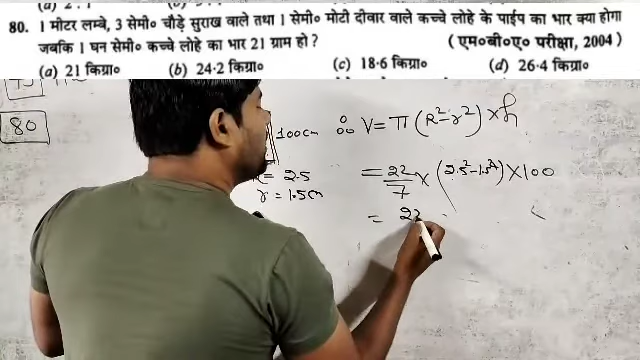 80. 1 मीटर लम्बे, 3 सेमी० चौड़े सुराख वाले तथा 1 सेमी० मोटी दीवार वाले कच्चे लोहे के पाईप का भार क्या होगा
जबकि 1 घन सेमी० कच्चे लोहे का भार 21 ग्राम हो ? ( एम०बी०ए० परीक्षा, 2004 )
(a) 21 किग्रा० (b) 24·2 किग्रा० (c) 18·6 किग्रा० (d) 26·4 किग्रा०
80
100cm ∴ V = π (R²-r²) × h
= 2.5 = 22/7 × (2.5²-1.5²) × 100
r = 1.5cm
= 22